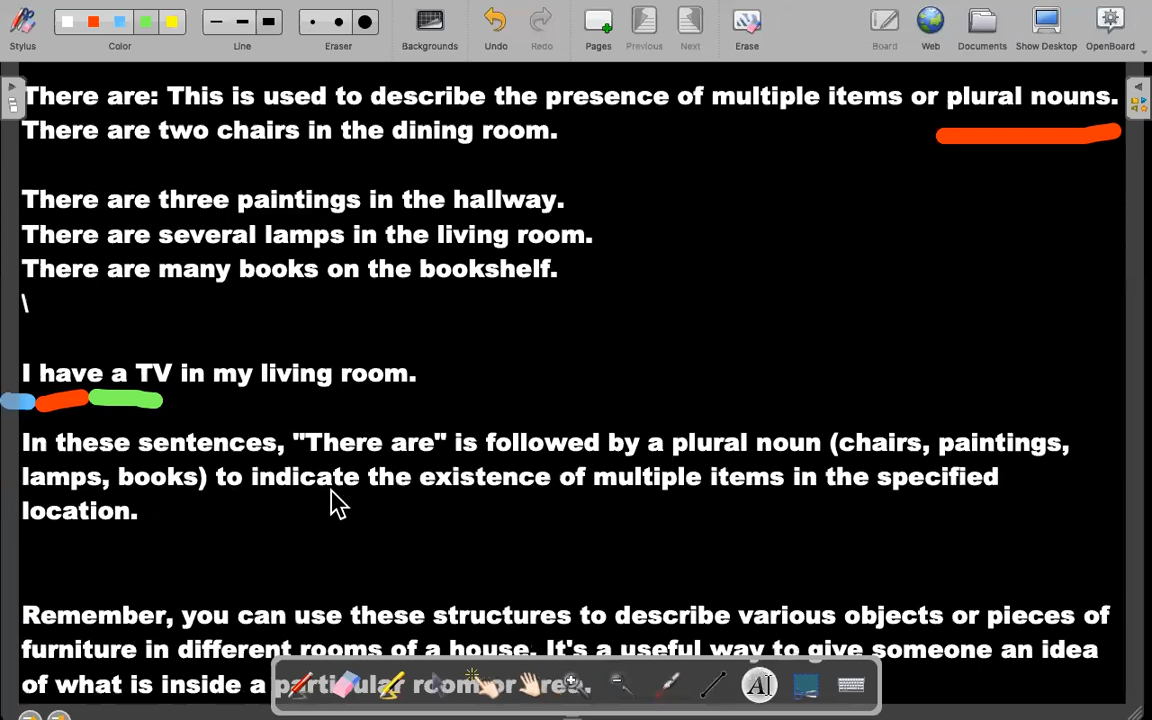 Stylus
Color
Line
Eraser
Backgrounds
Undo
Redo
Pages
Previous
Next
Erase
Board
Web
Documents
Show Desktop
OpenBoard
There are: This is used to describe the presence of multiple items or plural nouns.
There are two chairs in the dining room.
There are three paintings in the hallway.
There are several lamps in the living room.
There are many books on the bookshelf.
\
I have a TV in my living room.
In these sentences, "There are" is followed by a plural noun (chairs, paintings,
lamps, books) to indicate the existence of multiple items in the specified
location.
Remember, you can use these structures to describe various objects or pieces of
furniture in different rooms of a house. It's a useful way to give someone an idea
of what is inside a particular room or area.
AI